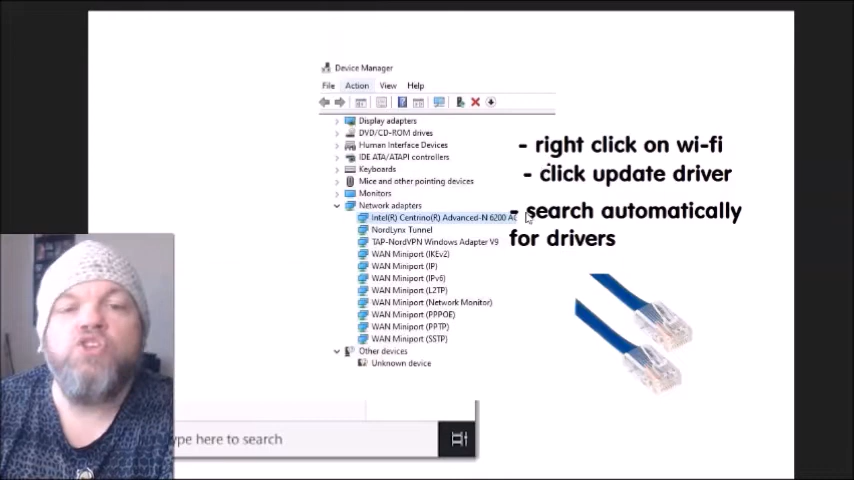 Device Manager
File Action View Help
Display adapters
DVD/CD-ROM drives
Human Interface Devices
IDE ATA/ATAPI controllers
Keyboards
Mice and other pointing devices
Monitors
Network adapters
Intel(R) Centrino(R) Advanced-N 6200 AG
NordLynx Tunnel
TAP-NordVPN Windows Adapter V9
WAN Miniport (IKEv2)
WAN Miniport (IP)
WAN Miniport (IPv6)
WAN Miniport (L2TP)
WAN Miniport (Network Monitor)
WAN Miniport (PPPOE)
WAN Miniport (PPTP)
WAN Miniport (SSTP)
Other devices
Unknown device
- right click on wi-fi
- click update driver
- search automatically
for drivers
ype here to search